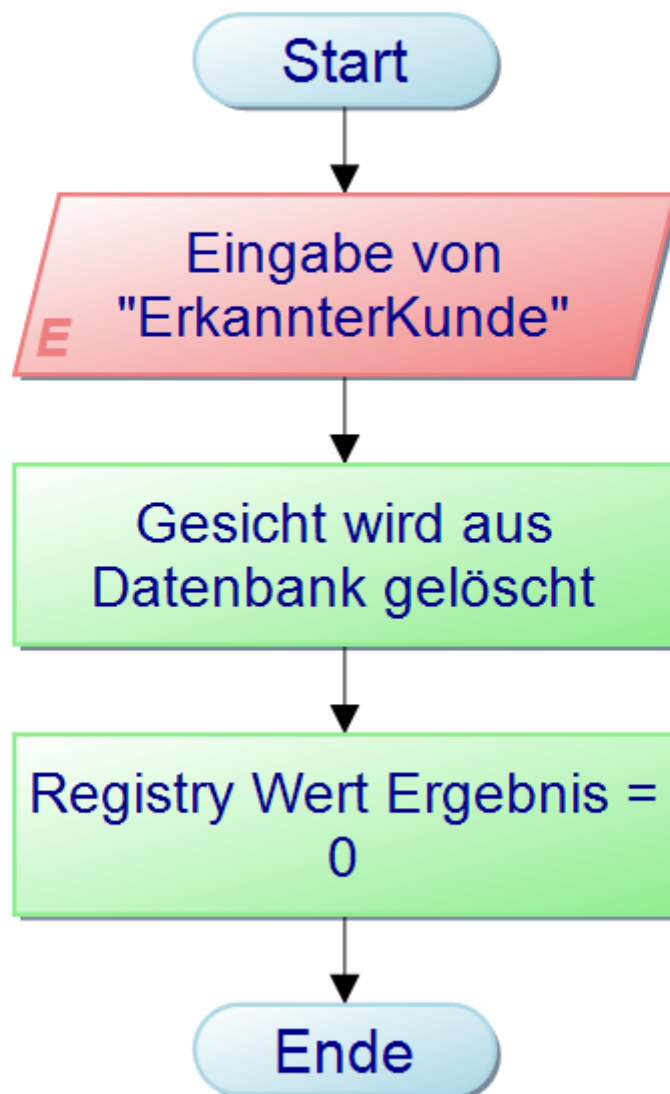 Start
Eingabe von
"ErkannterKunde"
E
Gesicht wird aus
Datenbank gelöscht
Registry Wert Ergebnis =
0
Ende